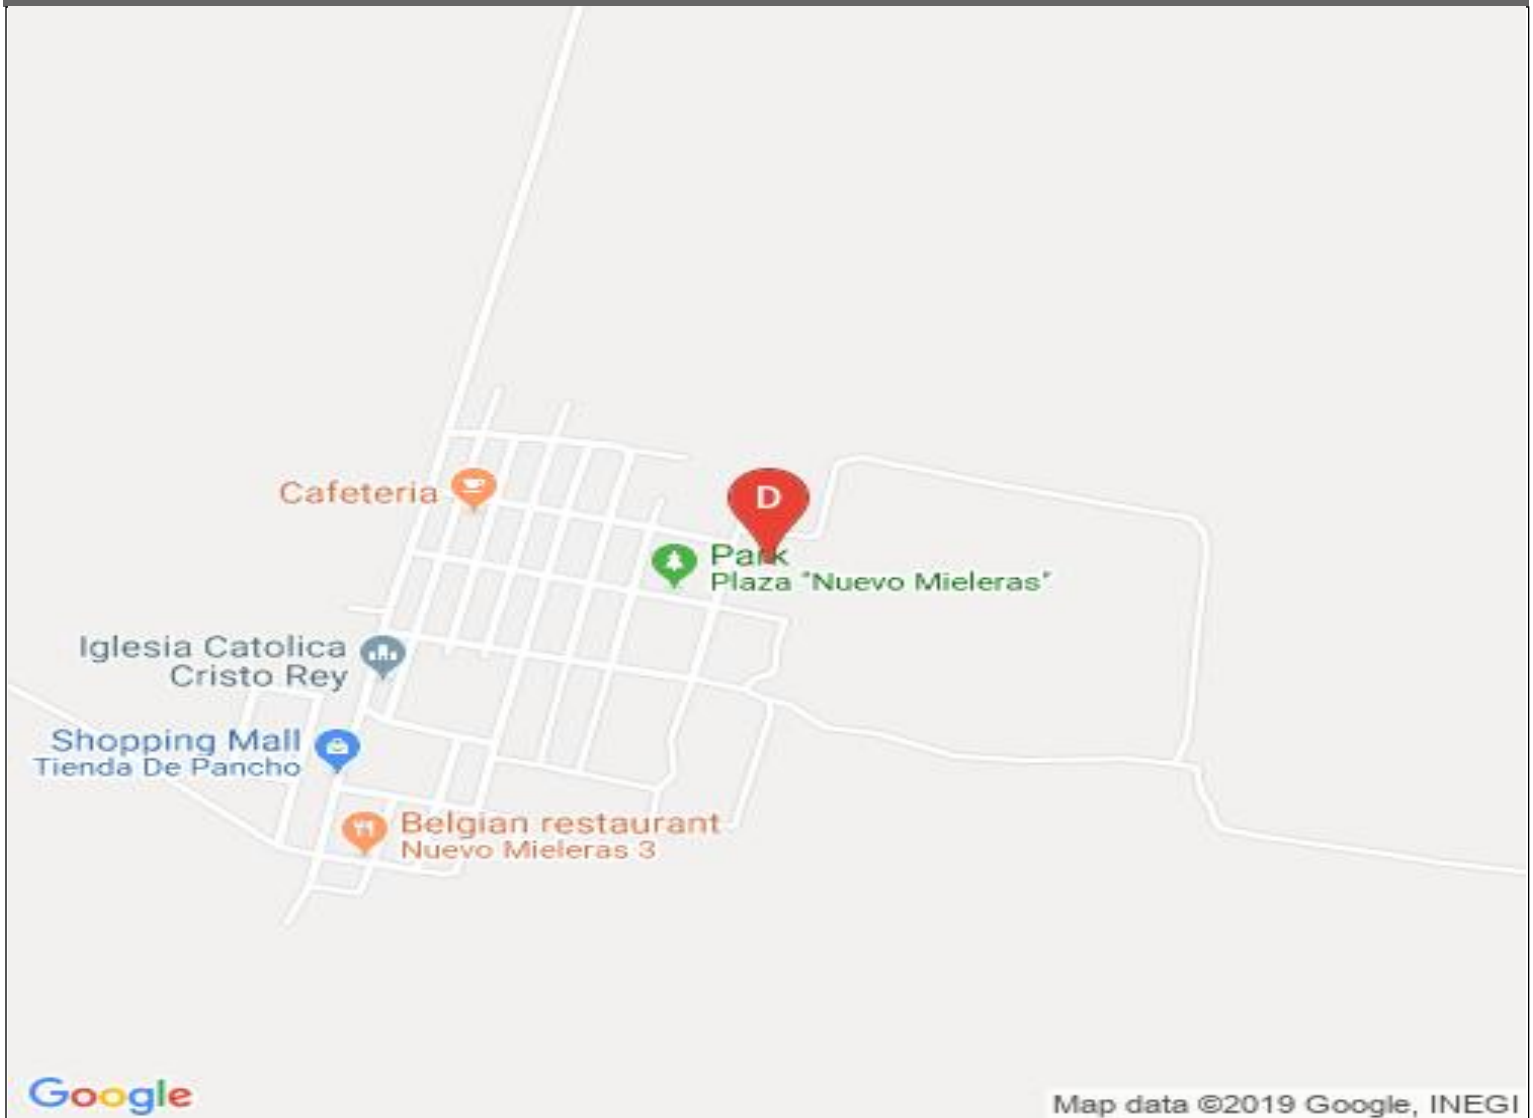 Cafeteria
D
Park
Plaza "Nuevo Mieleras"
Iglesia Catolica
Cristo Rey
Shopping Mall
Tienda De Pancho
Belgian restaurant
Nuevo Mieleras 3
Google
Map data ©2019 Google, INEGI